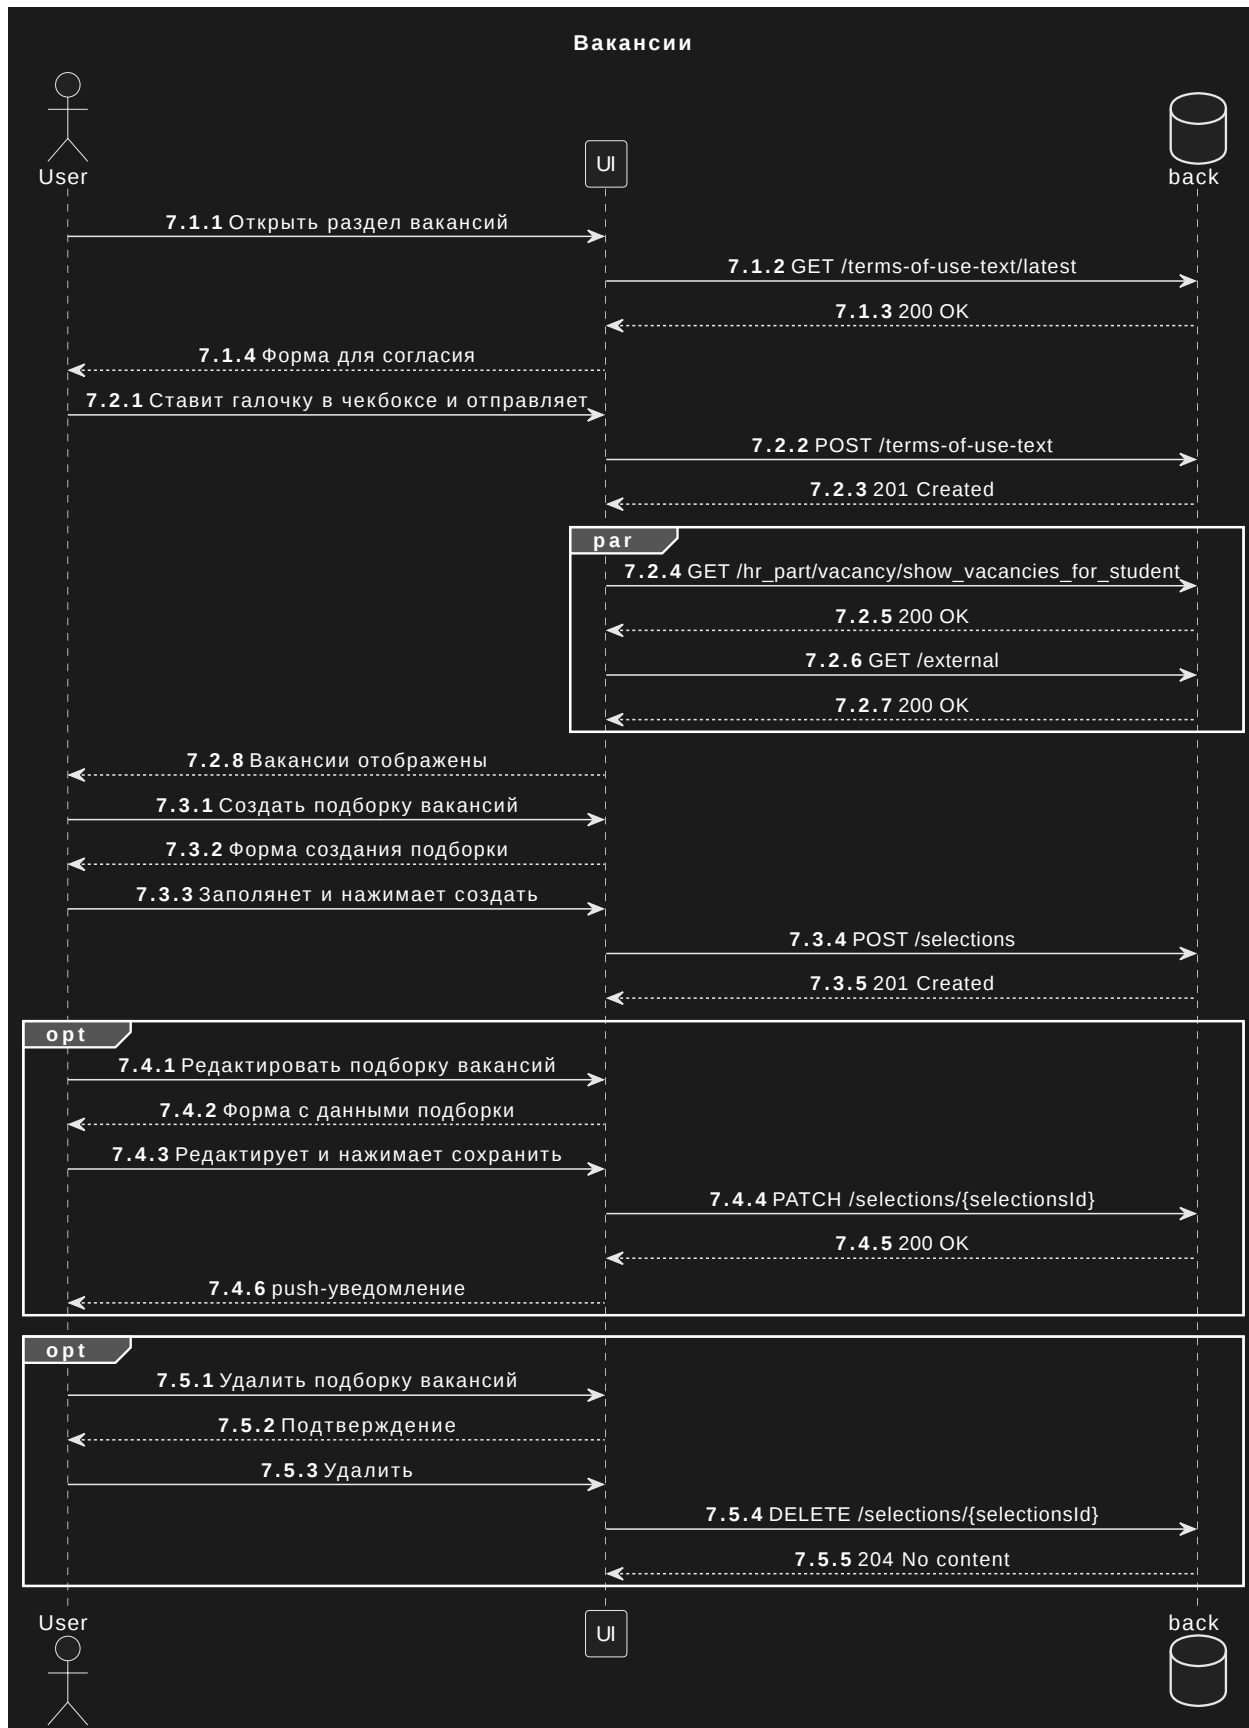 Вакансии
User
UI
back
7.1.1 Открыть раздел вакансий
7.1.2 GET /terms-of-use-text/latest
7.1.3 200 OK
7.1.4 Форма для согласия
7.2.1 Ставит галочку в чекбоксе и отправляет
7.2.2 POST /terms-of-use-text
7.2.3 201 Created
par
7.2.4 GET /hr_part/vacancy/show_vacancies_for_student
7.2.5 200 OK
7.2.6 GET /external
7.2.7 200 OK
7.2.8 Вакансии отображены
7.3.1 Создать подборку вакансий
7.3.2 Форма создания подборки
7.3.3 Заполянет и нажимает создать
7.3.4 POST /selections
7.3.5 201 Created
opt
7.4.1 Редактировать подборку вакансий
7.4.2 Форма с данными подборки
7.4.3 Редактирует и нажимает сохранить
7.4.4 PATCH /selections/{selectionsId}
7.4.5 200 OK
7.4.6 push-уведомление
opt
7.5.1 Удалить подборку вакансий
7.5.2 Подтверждение
7.5.3 Удалить
7.5.4 DELETE /selections/{selectionsId}
7.5.5 204 No content
User
UI
back